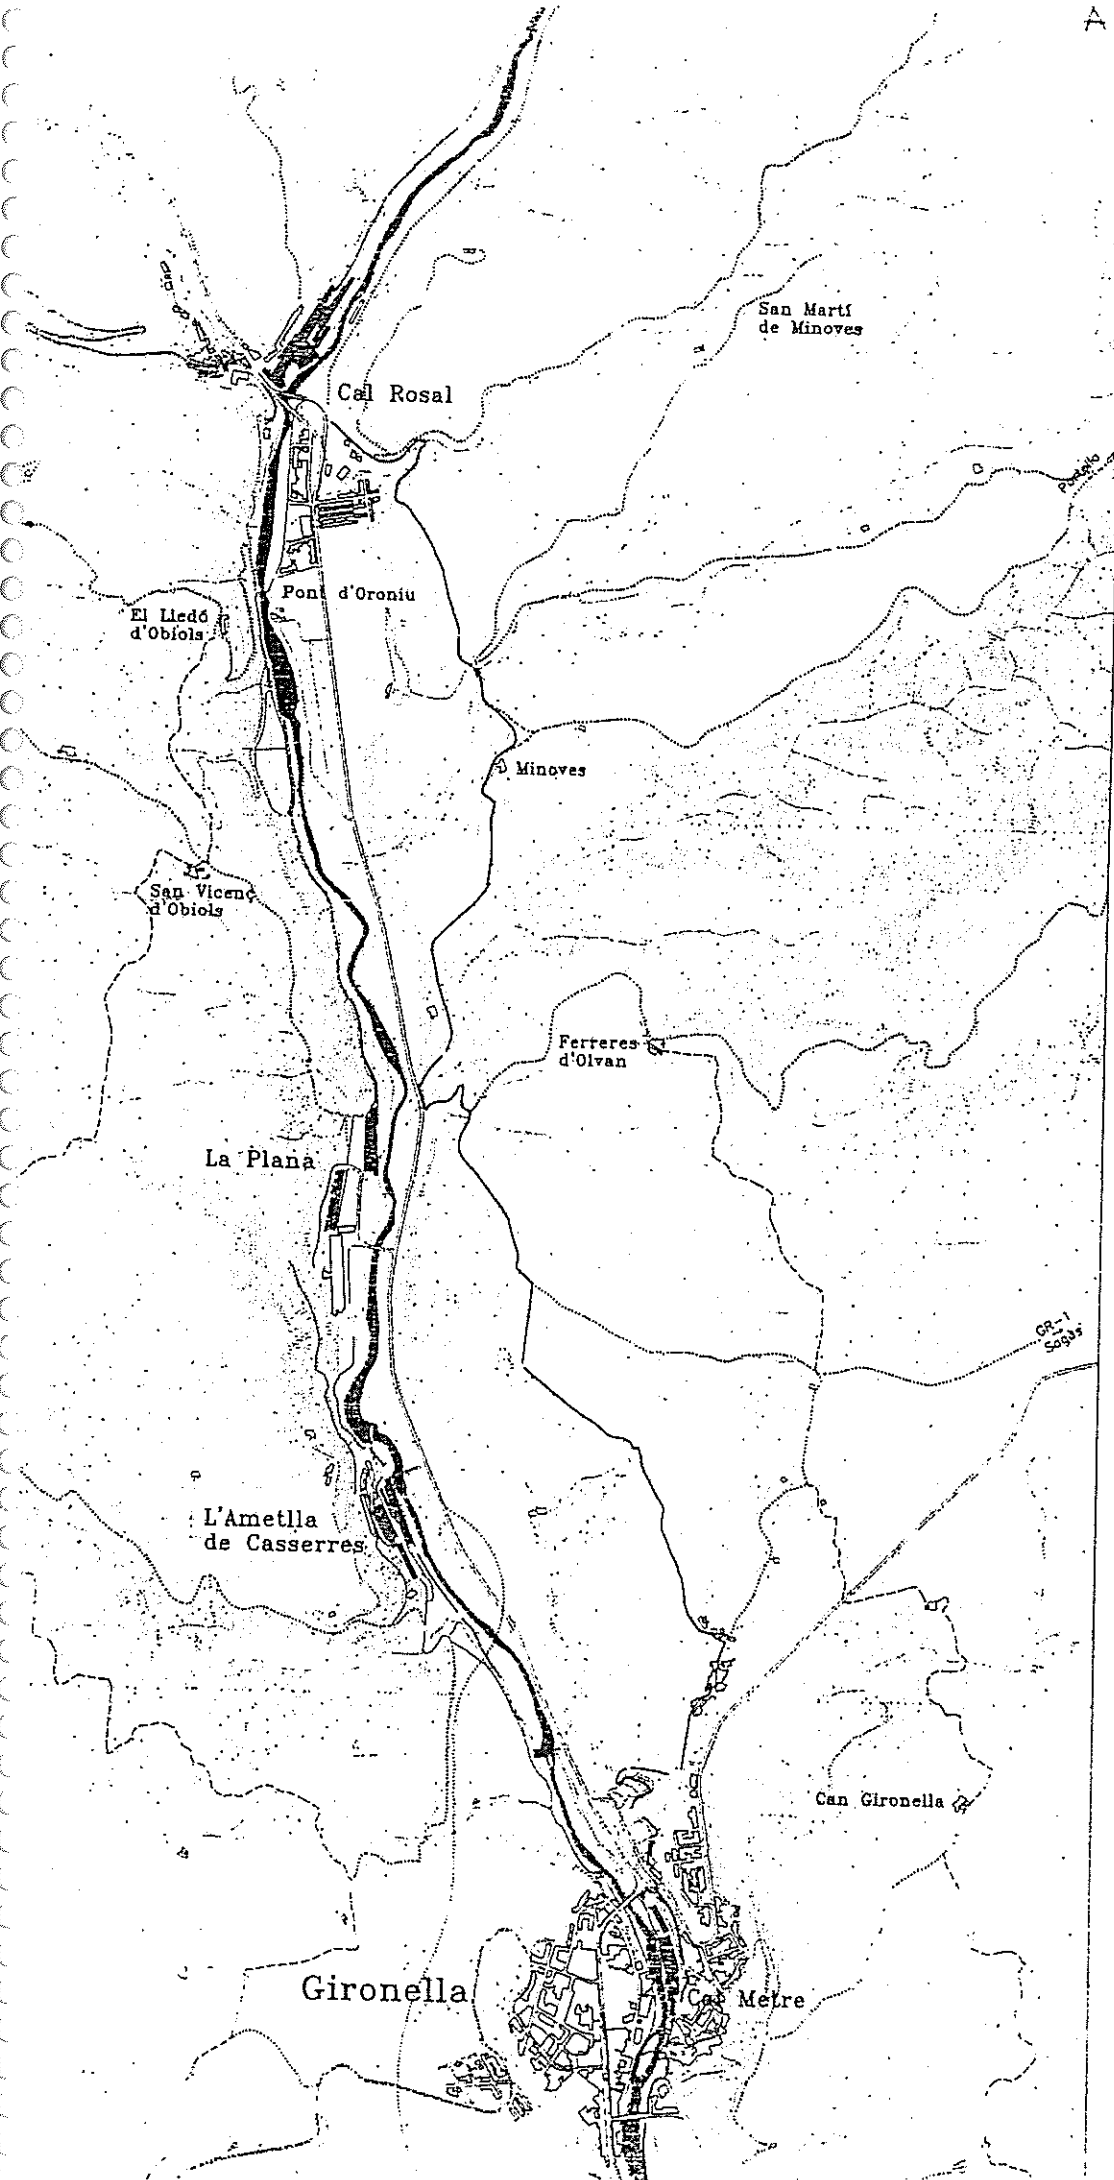 A
San Martí
de Minoves
Cal Rosal
Pont d'Oroniu
El Lledó
d'Obiols
Minoves
San Vicenç
d'Obiols
Ferreres
d'Olvan
La Plana
GR-1
Sagàs
L'Ametlla
de Casserres
Can Gironella
Gironella
Metre